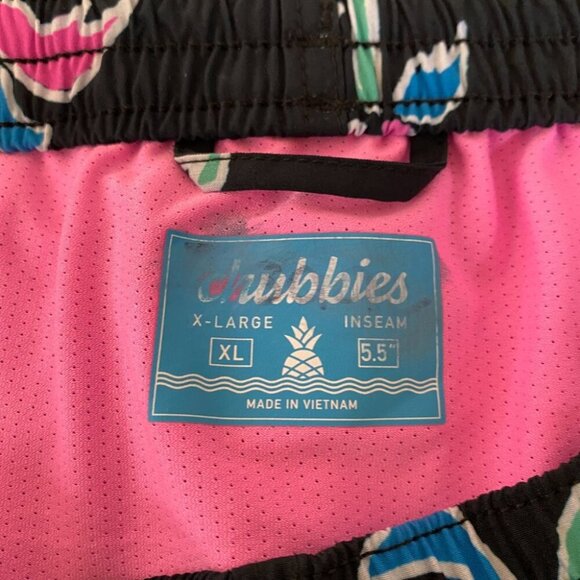 Chubbies
X-LARGE INSEAM
XL 5.5"
MADE IN VIETNAM